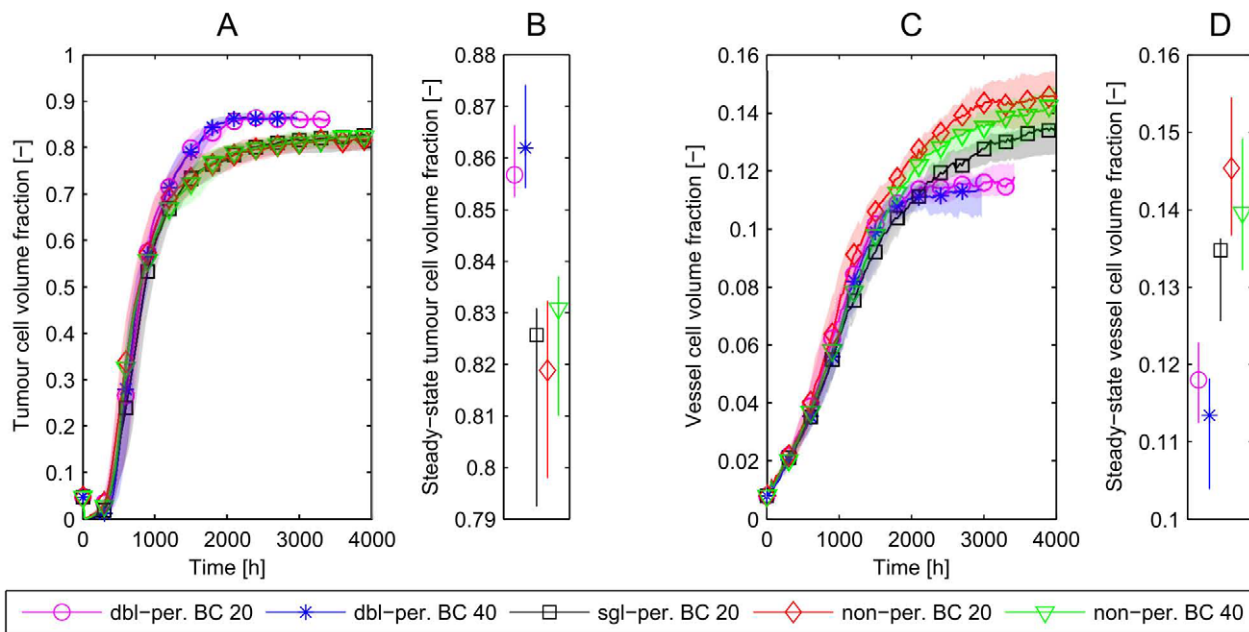 A
B
C
D
Tumour cell volume fraction [−]
1
0.9
0.8
0.7
0.6
0.5
0.4
0.3
0.2
0.1
0
0 1000 2000 3000 4000
Time [h]
Steady−state tumour cell volume fraction [−]
0.88
0.87
0.86
0.85
0.84
0.83
0.82
0.81
0.8
0.79
Vessel cell volume fraction [−]
0.16
0.14
0.12
0.1
0.08
0.06
0.04
0.02
0
0 1000 2000 3000 4000
Time [h]
Steady−state vessel cell volume fraction [−]
0.16
0.15
0.14
0.13
0.12
0.11
0.1
dbl−per. BC 20
dbl−per. BC 40
sgl−per. BC 20
non−per. BC 20
non−per. BC 40